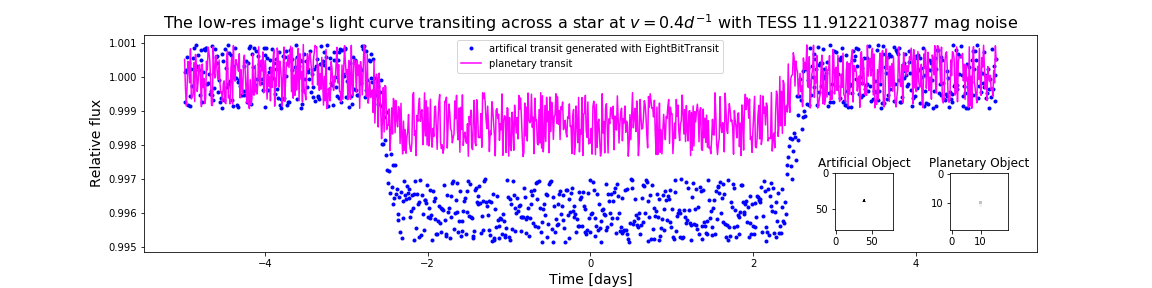 The low-res image's light curve transiting across a star at v = 0.4d⁻¹ with TESS 11.9122103877 mag noise
artifical transit generated with EightBitTransit
planetary transit
Relative flux
1.001
1.000
0.999
0.998
0.997
0.996
0.995
−4
−2
0
2
4
Time [days]
Artificial Object
0
50
0
50
Planetary Object
0
10
0
10